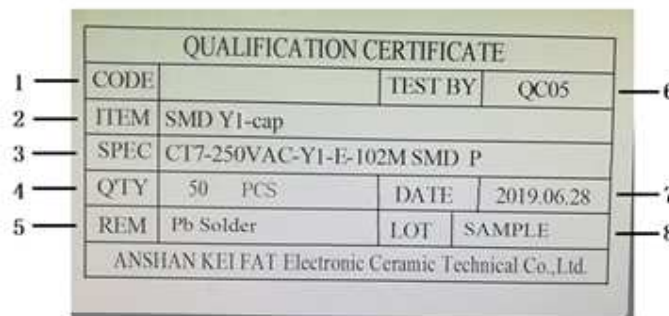 QUALIFICATION CERTIFICATE
1 CODE TEST BY QC05 6
2 ITEM SMD Y1-cap
3 SPEC CT7-250VAC-Y1-E-102M SMD P
4 Q'TY 50 PCS DATE 2019.06.28 7
5 REM Pb Solder LOT SAMPLE 8
ANSHAN KEI FAT Electronic Ceramic Technical Co.,Ltd.